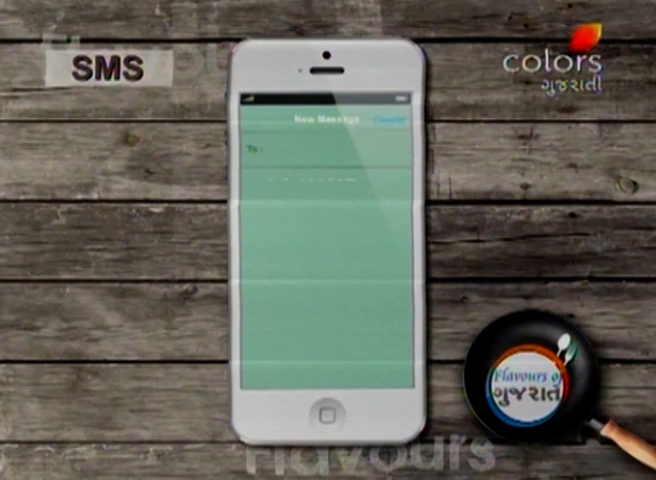 SMS
colors
ગુજરાતી
New Message
Cancel
To :
Flavours of
ગુજરાત
Flavours